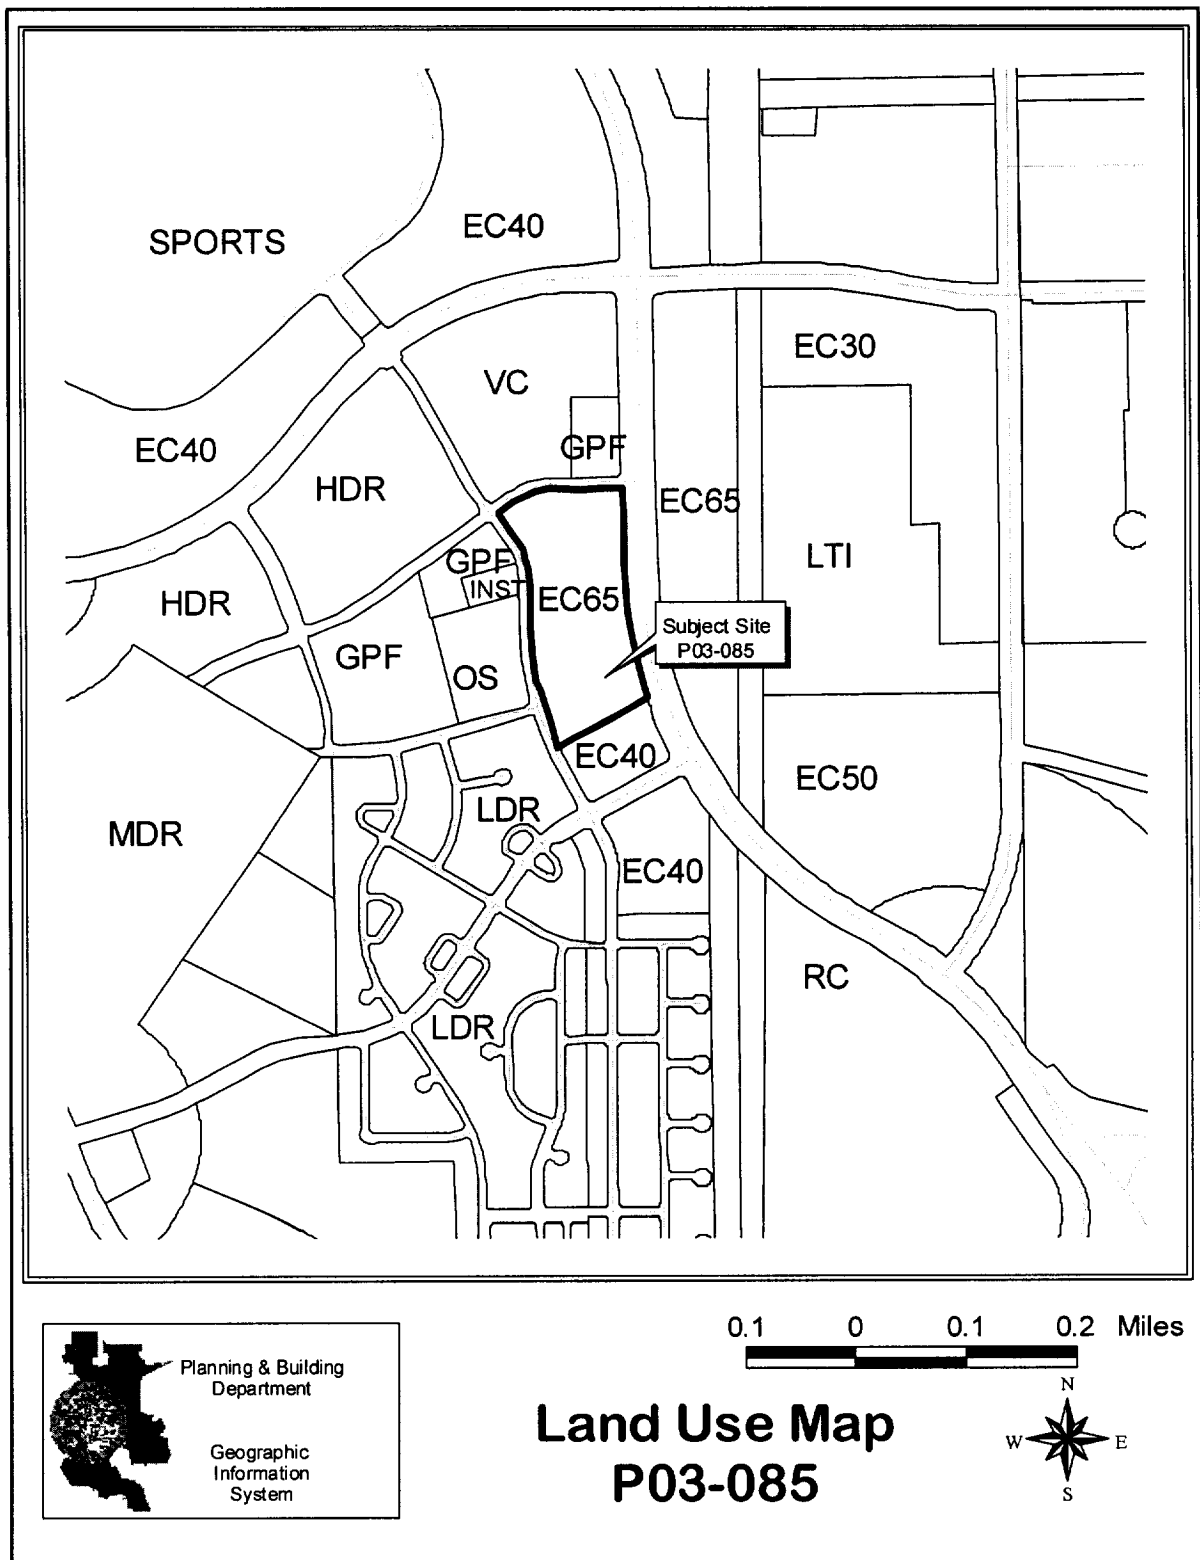 EC40
SPORTS
EC30
VC
EC40
GPF
HDR
EC65
GPF
LTI
INST
EC65
HDR
Subject Site
P03-085
GPF
OS
EC40
EC50
LDR
MDR
EC40
RC
LDR
0.1 0 0.1 0.2 Miles
Planning & Building
Department
Geographic
Information
System
Land Use Map
P03-085
N
W E
S